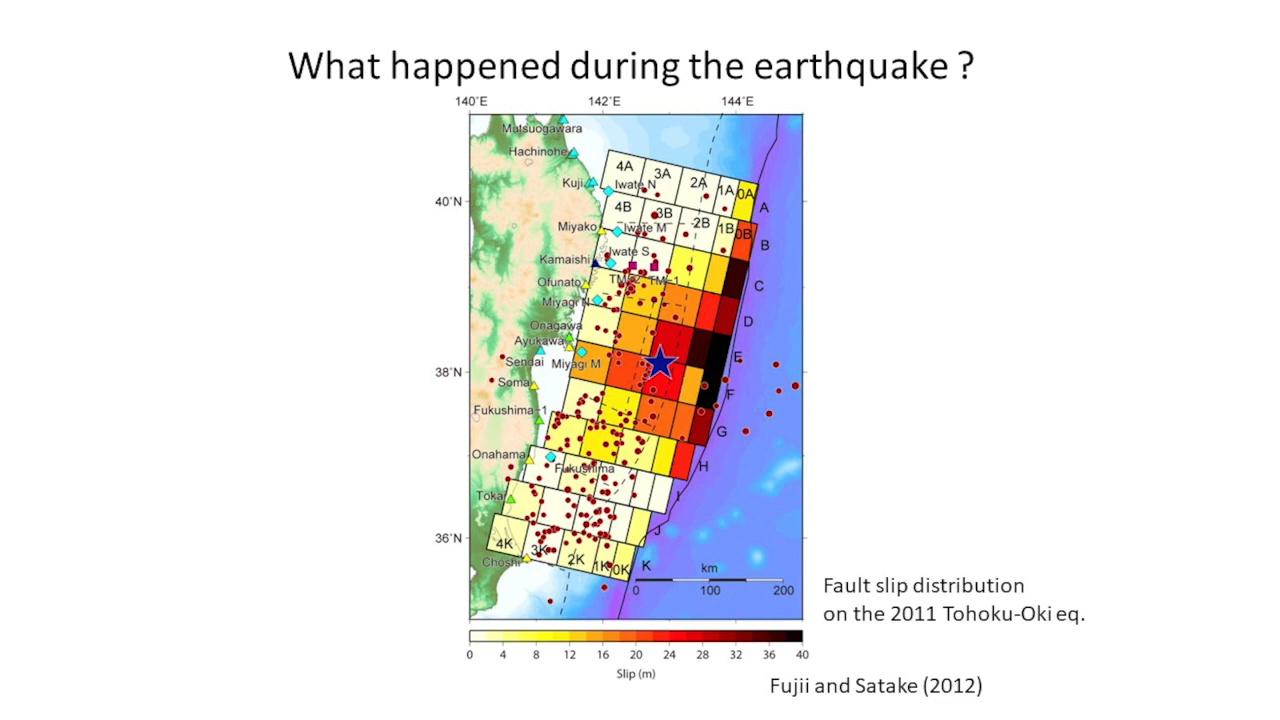 What happened during the earthquake ?
140°E 142°E 144°E
Mutsuogawara
Hachinohe
4A 3A 2A 1A 0A
Kuji Iwate N
40°N
A
4B 3B 2B 1B 0B
Miyako Iwate M
B
Iwate S
Kamaishi
Ofunato TM-2 TM-1
C
Miyagi N
D
Onagawa
Ayukawa
E
Sendai Miyagi M
38°N
Soma
F
Fukushima-1
G
Onahama
H
Fukushima
Tokai
I
J
36°N
4K 3K 2K 1K 0K K
Choshi
km
0 100 200
Fault slip distribution
on the 2011 Tohoku-Oki eq.
0 4 8 12 16 20 24 28 32 36 40
Slip (m)
Fujii and Satake (2012)